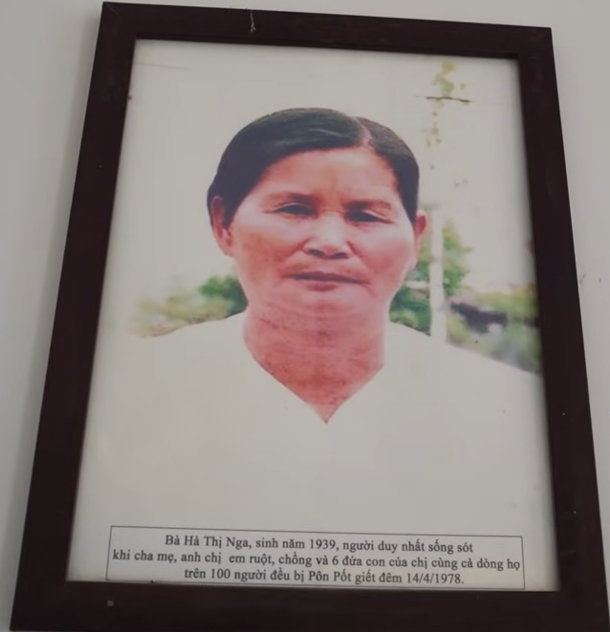 Bà Hà Thị Nga, sinh năm 1939, người duy nhất sống sót
khi cha mẹ, anh chị em ruột, chồng và 6 đứa con của chị cùng cả dòng họ
trên 100 người đều bị Pôn Pốt giết đêm 14/4/1978.